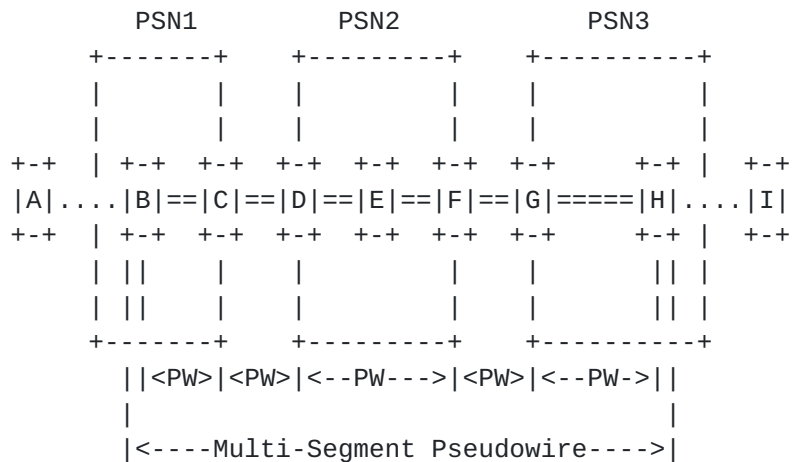 PSN1 PSN2 PSN3
+-------+ +---------+ +----------+
| | | | | |
| | | | | |
+-+ | +-+ +-+ +-+ +-+ +-+ +-+ +-+ | +-+
|A|....|B|==|C|==|D|==|E|==|F|==|G|=====|H|....|I|
+-+ | +-+ +-+ +-+ +-+ +-+ +-+ +-+ | +-+
| || | | | | || |
| || | | | | || |
+-------+ +---------+ +----------+
||<PW>|<PW>|<--PW--->|<PW>|<--PW->||
| |
|<----Multi-Segment Pseudowire---->|